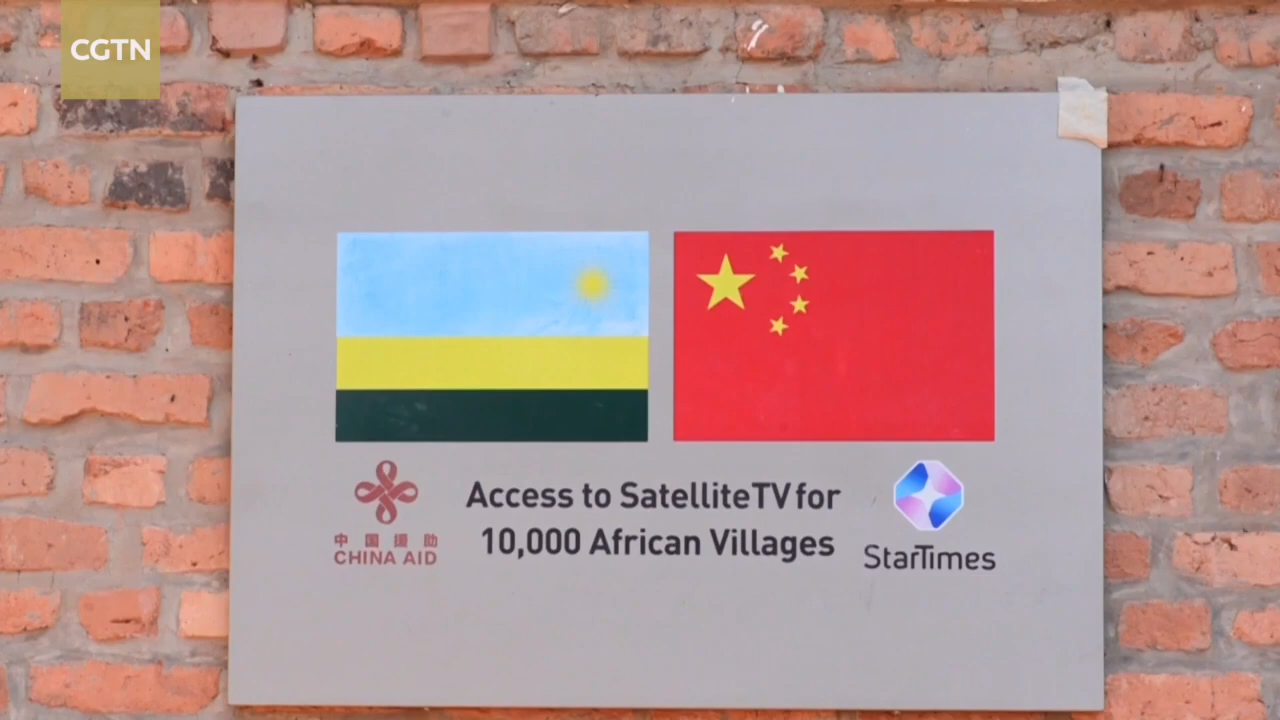 CGTN
Access to Satellite TV for
10,000 African Villages
中国援助
CHINA AID
StarTimes